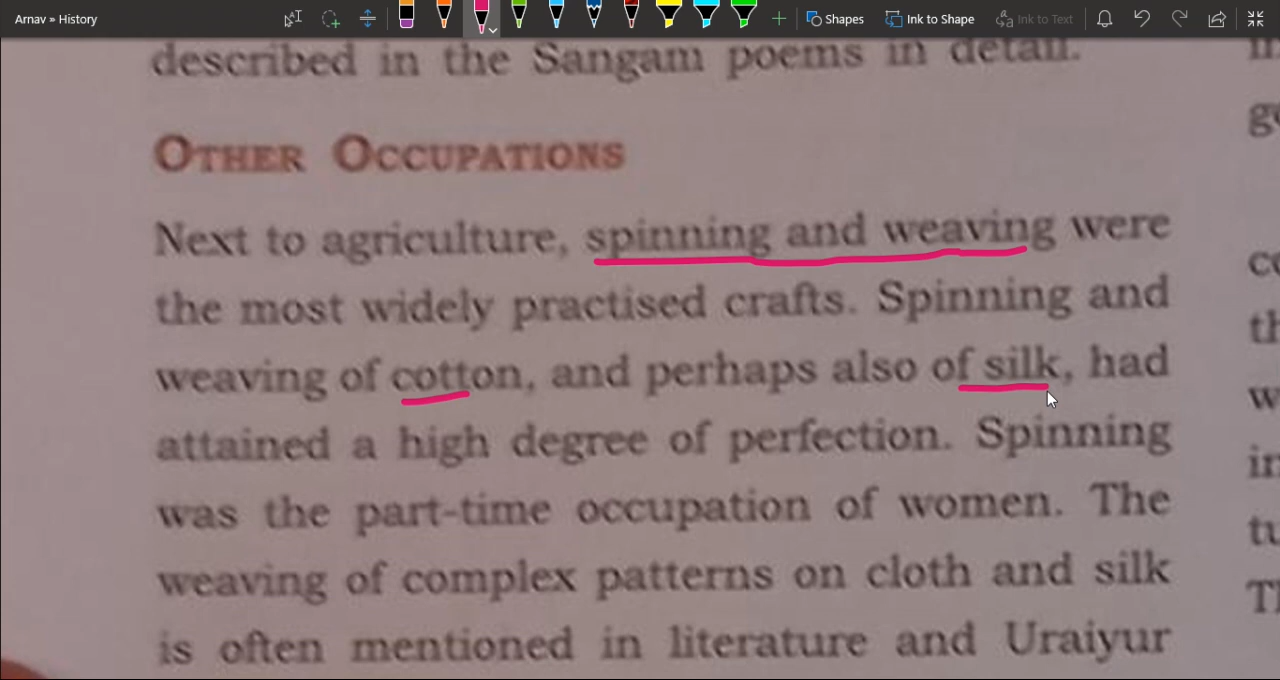 Arnav » History
Shapes
Ink to Shape
Ink to Text
described in the Sangam poems in detail.
OTHER OCCUPATIONS
Next to agriculture, spinning and weaving were
the most widely practised crafts. Spinning and
weaving of cotton, and perhaps also of silk, had
attained a high degree of perfection. Spinning
was the part-time occupation of women. The
weaving of complex patterns on cloth and silk
is often mentioned in literature and Uraiyur